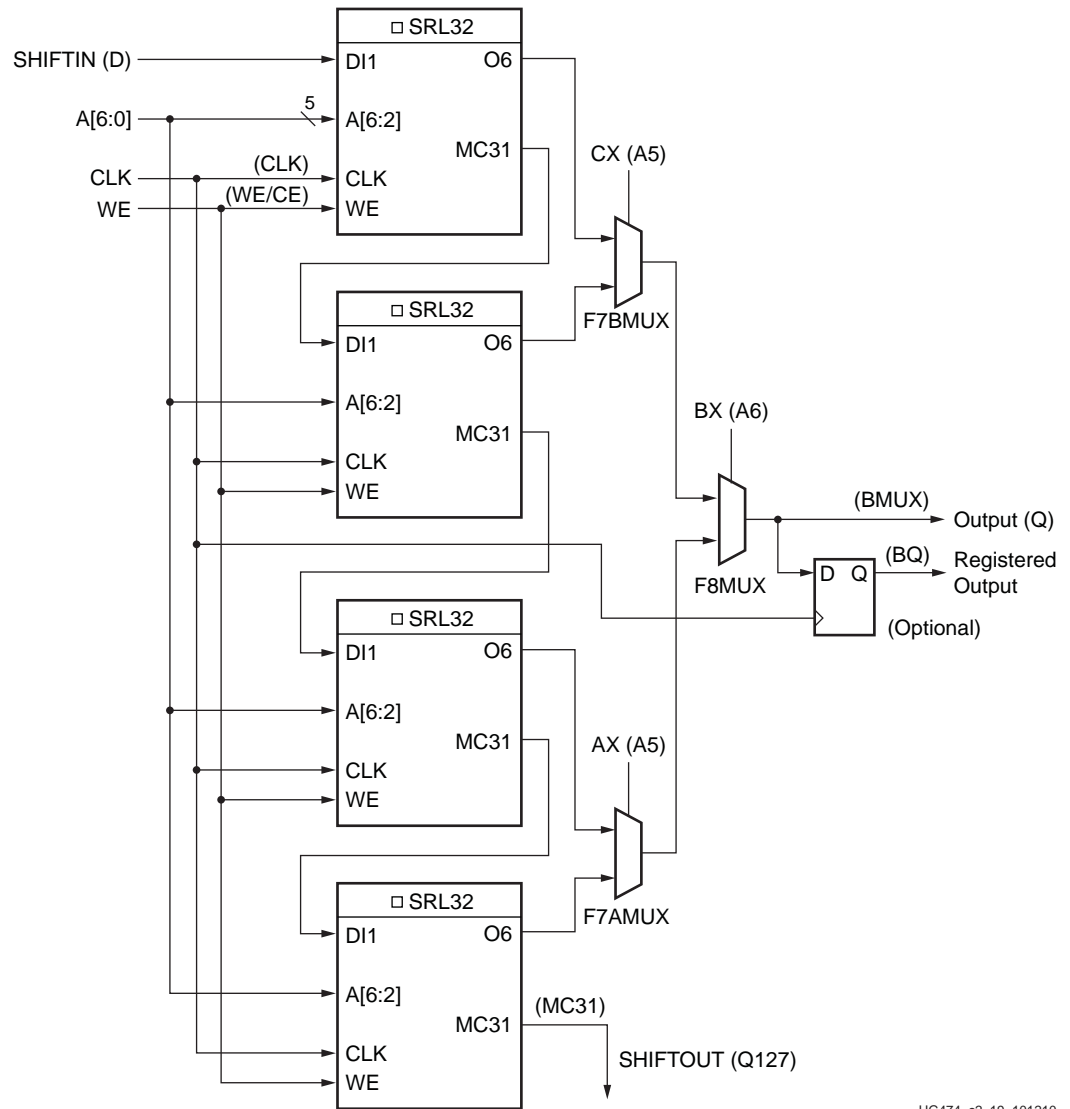 □ SRL32
SHIFTIN (D)
DI1
O6
A[6:0]
5
A[6:2]
MC31
CX (A5)
CLK
(CLK)
CLK
WE
(WE/CE)
WE
□ SRL32
F7BMUX
DI1
O6
A[6:2]
BX (A6)
MC31
CLK
WE
(BMUX)
Output (Q)
(BQ)
Registered
Output
D Q
F8MUX
(Optional)
□ SRL32
DI1
O6
A[6:2]
MC31
AX (A5)
CLK
WE
□ SRL32
F7AMUX
DI1
O6
A[6:2]
(MC31)
MC31
CLK
SHIFTOUT (Q127)
WE